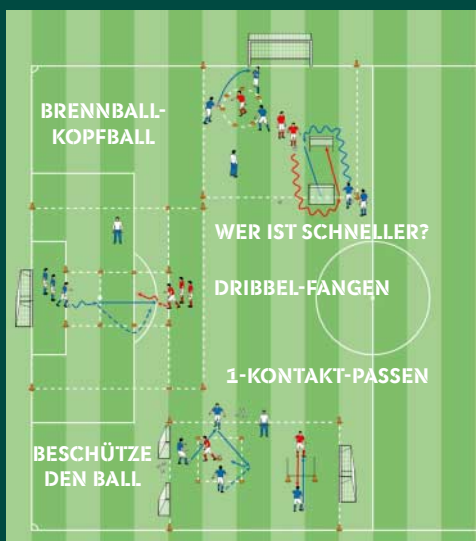 BRENNBALL-
KOPFBALL
WER IST SCHNELLER?
DRIBBEL-FANGEN
1-KONTAKT-PASSEN
BESCHÜTZE
DEN BALL